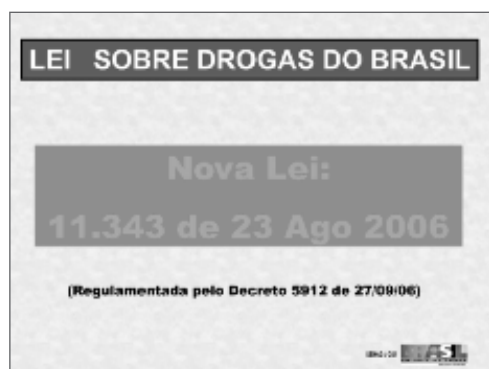 LEI SOBRE DROGAS DO BRASIL
Nova Lei:
11.343 de 23 Ago 2006
(Regulamentada pelo Decreto 5912 de 27/09/06)
BRASIL